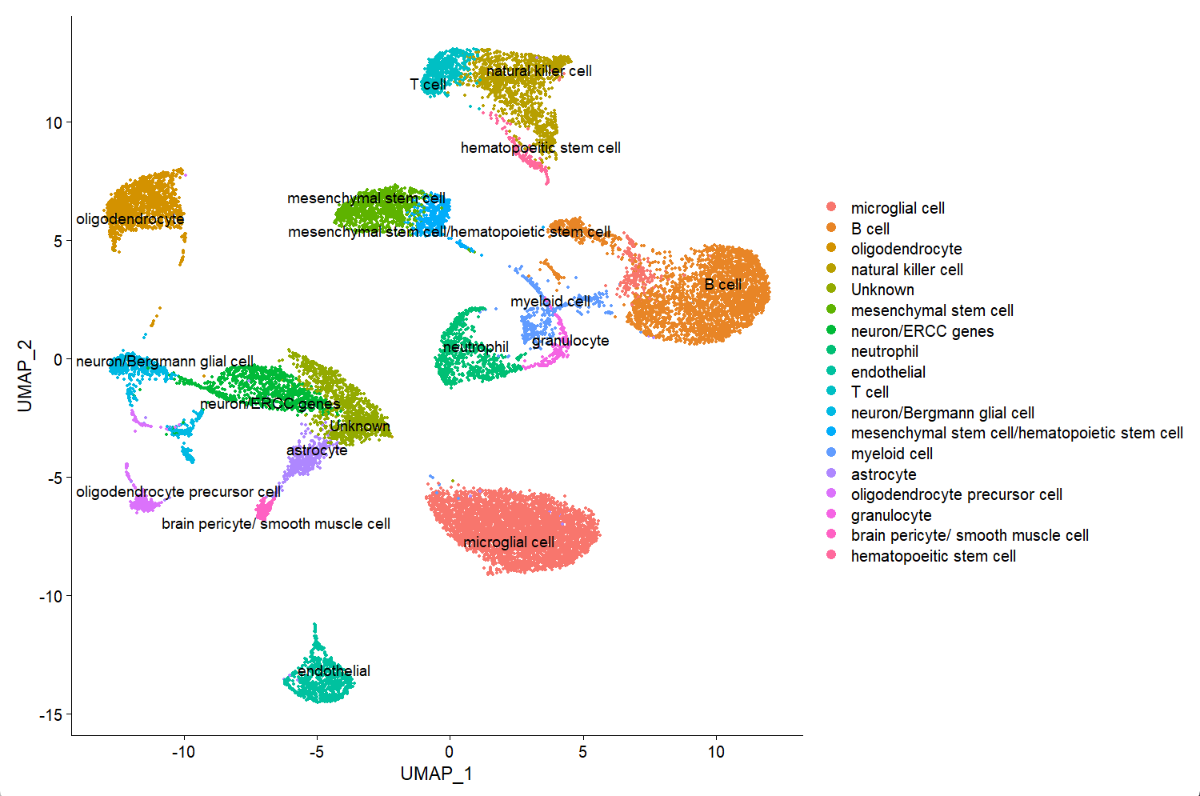 natural killer cell
T cell
hematopoeitic stem cell
mesenchymal stem cell
oligodendrocyte
mesenchymal stem cell/hematopoietic stem cell
B cell
myeloid cell
granulocyte
neutrophil
neuron/Bergmann glial cell
neuron/ERCC genes
Unknown
astrocyte
oligodendrocyte precursor cell
brain pericyte/ smooth muscle cell
microglial cell
endothelial
UMAP_2
10
5
0
-5
-10
-15
-10
-5
0
5
10
UMAP_1
microglial cell
B cell
oligodendrocyte
natural killer cell
Unknown
mesenchymal stem cell
neuron/ERCC genes
neutrophil
endothelial
T cell
neuron/Bergmann glial cell
mesenchymal stem cell/hematopoietic stem cell
myeloid cell
astrocyte
oligodendrocyte precursor cell
granulocyte
brain pericyte/ smooth muscle cell
hematopoeitic stem cell